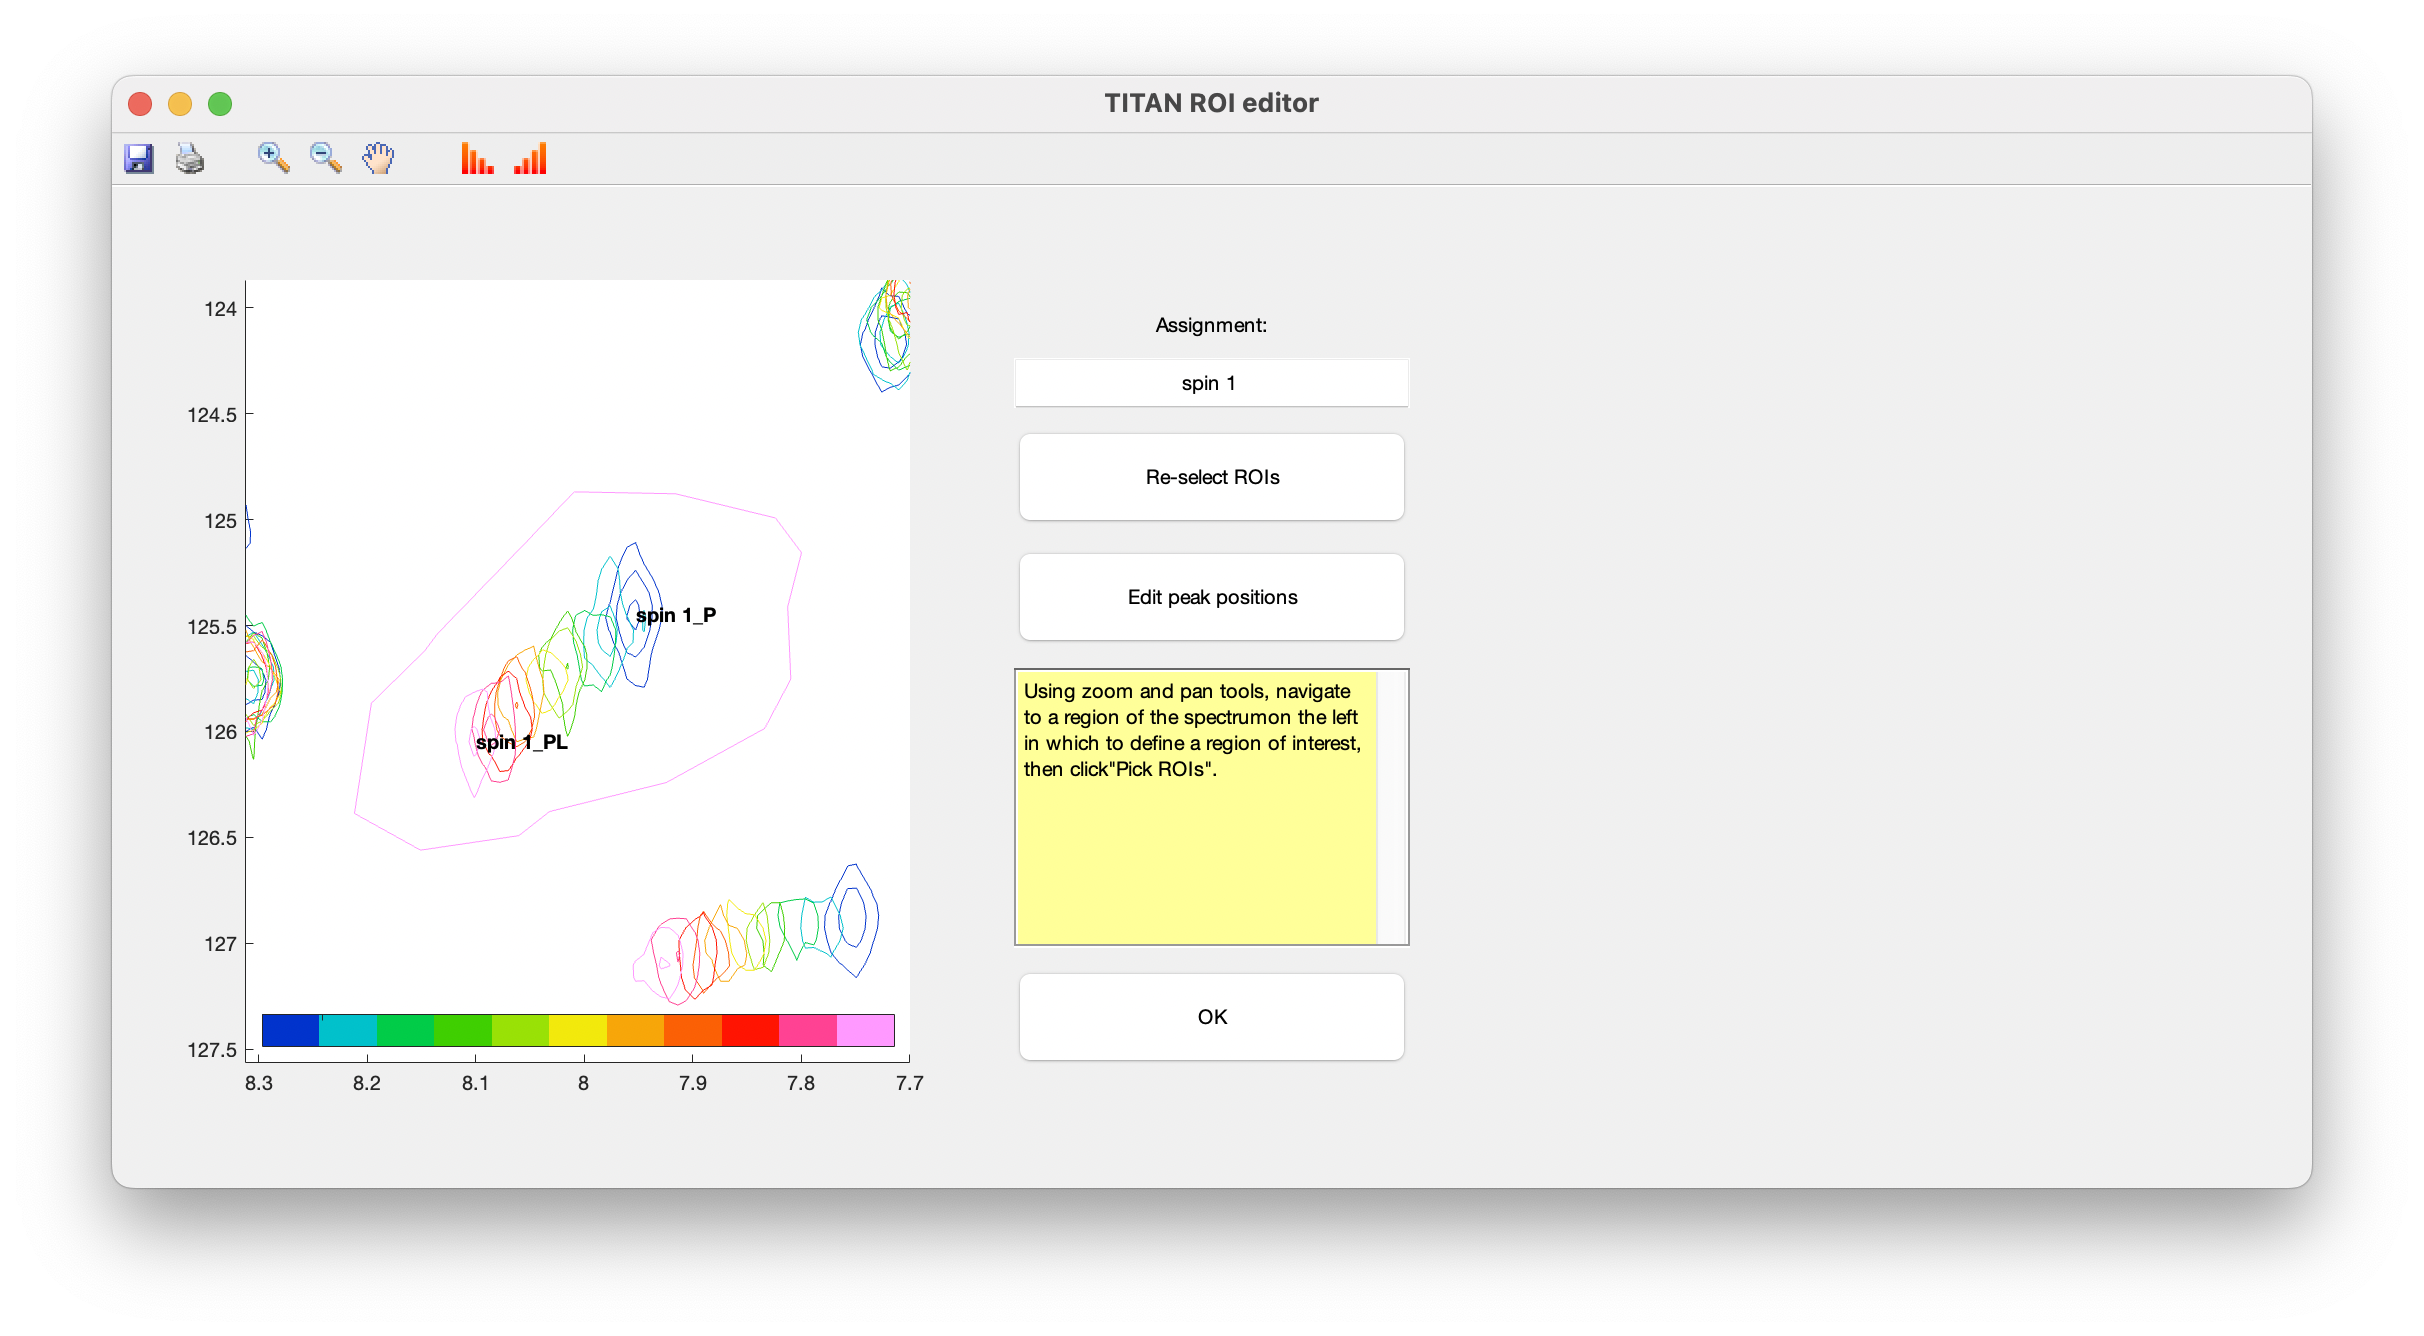 TITAN ROI editor
124
124.5
125
125.5
126
126.5
127
127.5
8.3 8.2 8.1 8 7.9 7.8 7.7
spin 1_P
spin 1_PL
Assignment:
spin 1
Re-select ROIs
Edit peak positions
Using zoom and pan tools, navigate
to a region of the spectrumon the left
in which to define a region of interest,
then click"Pick ROIs".
OK